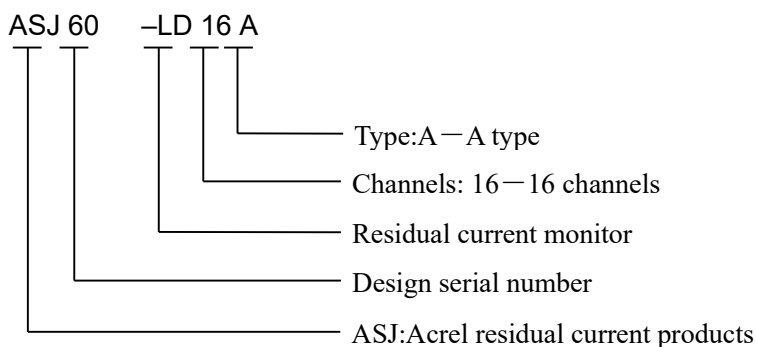 ASJ 60 –LD 16 A
Type:A－A type
Channels: 16－16 channels
Residual current monitor
Design serial number
ASJ:Acrel residual current products